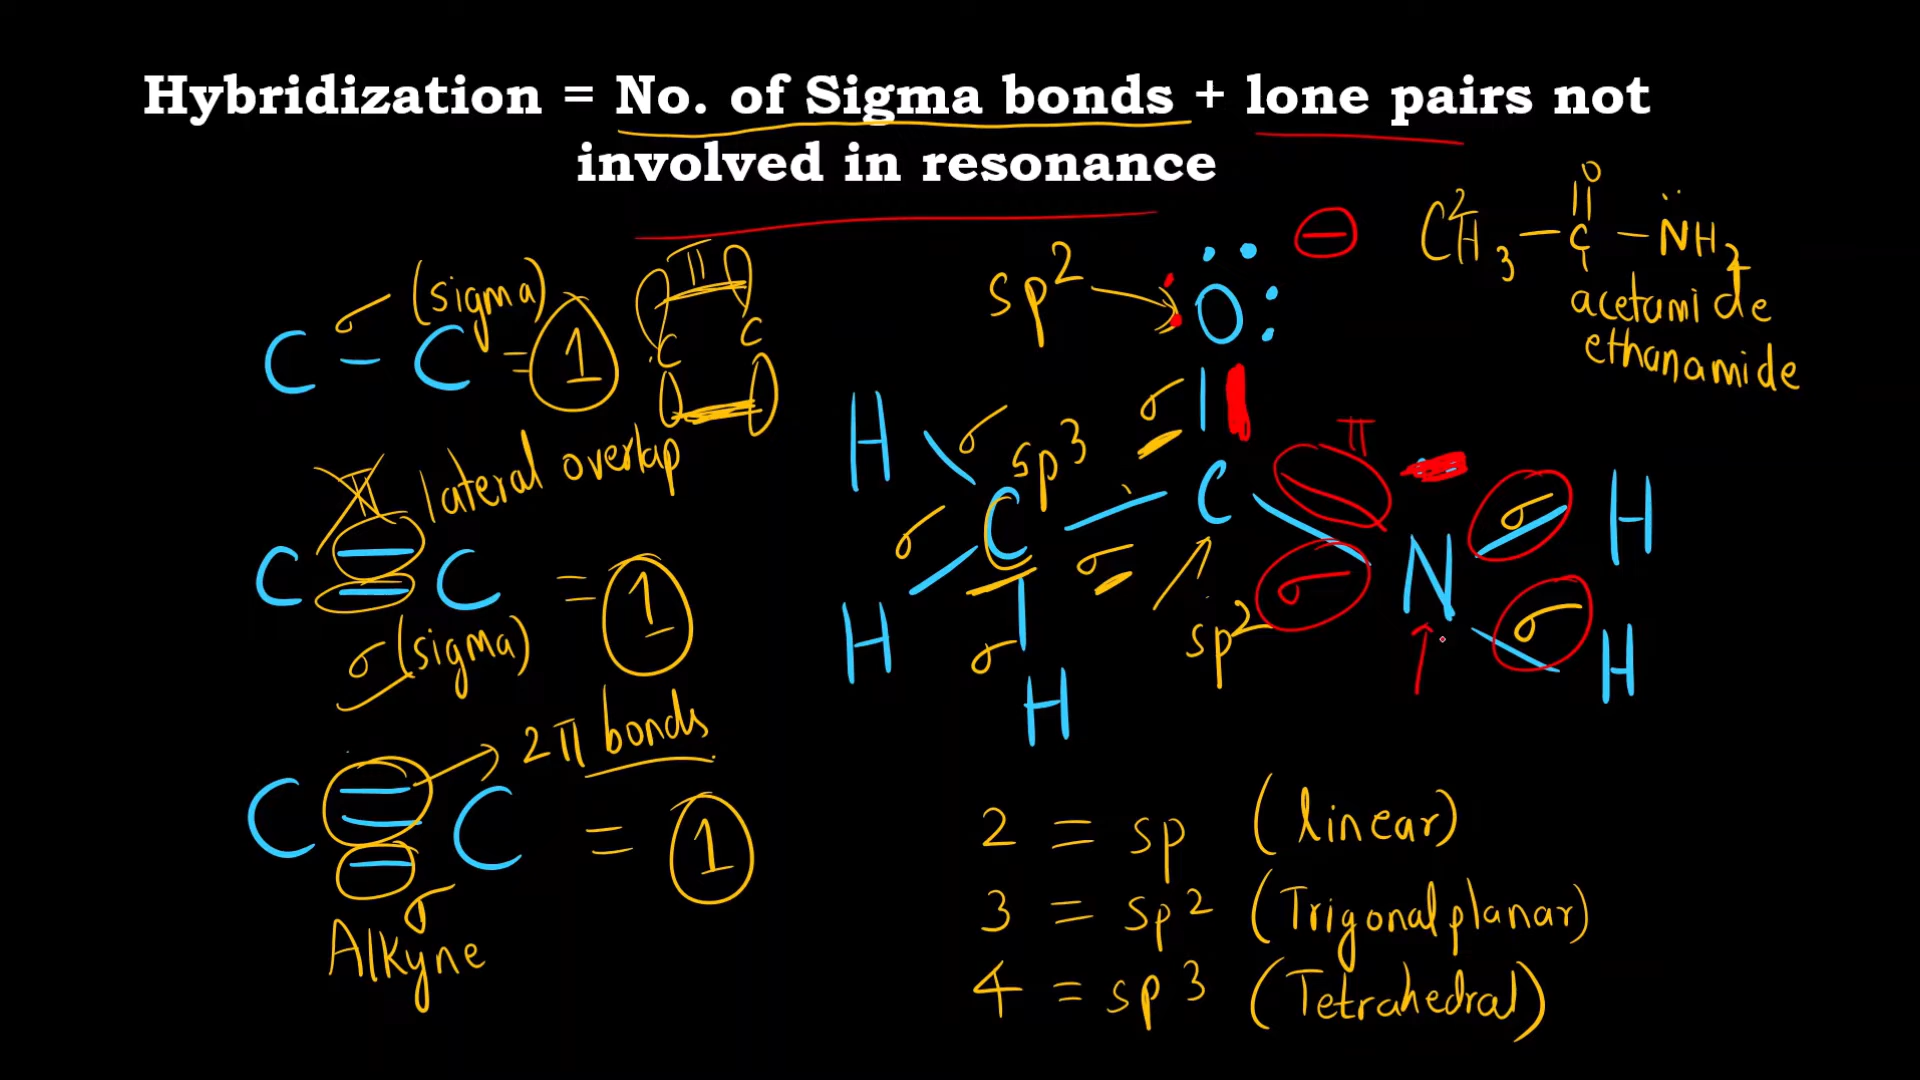 Hybridization = No. of Sigma bonds + lone pairs not
involved in resonance
CH3 - C - NH2
O
acetamide
ethanamide
sp2
O
C - C = 1
σ (sigma)
π
C C
lateral overlap
π
C = C = 1
σ (sigma)
2π bonds
C ≡ C = 1
σ
Alkyne
H σ sp3 σ
C C π
σ σ σ N σ H
H sp2 σ H
σ
H
2 = sp (linear)
3 = sp2 (Trigonal planar)
4 = sp3 (Tetrahedral)